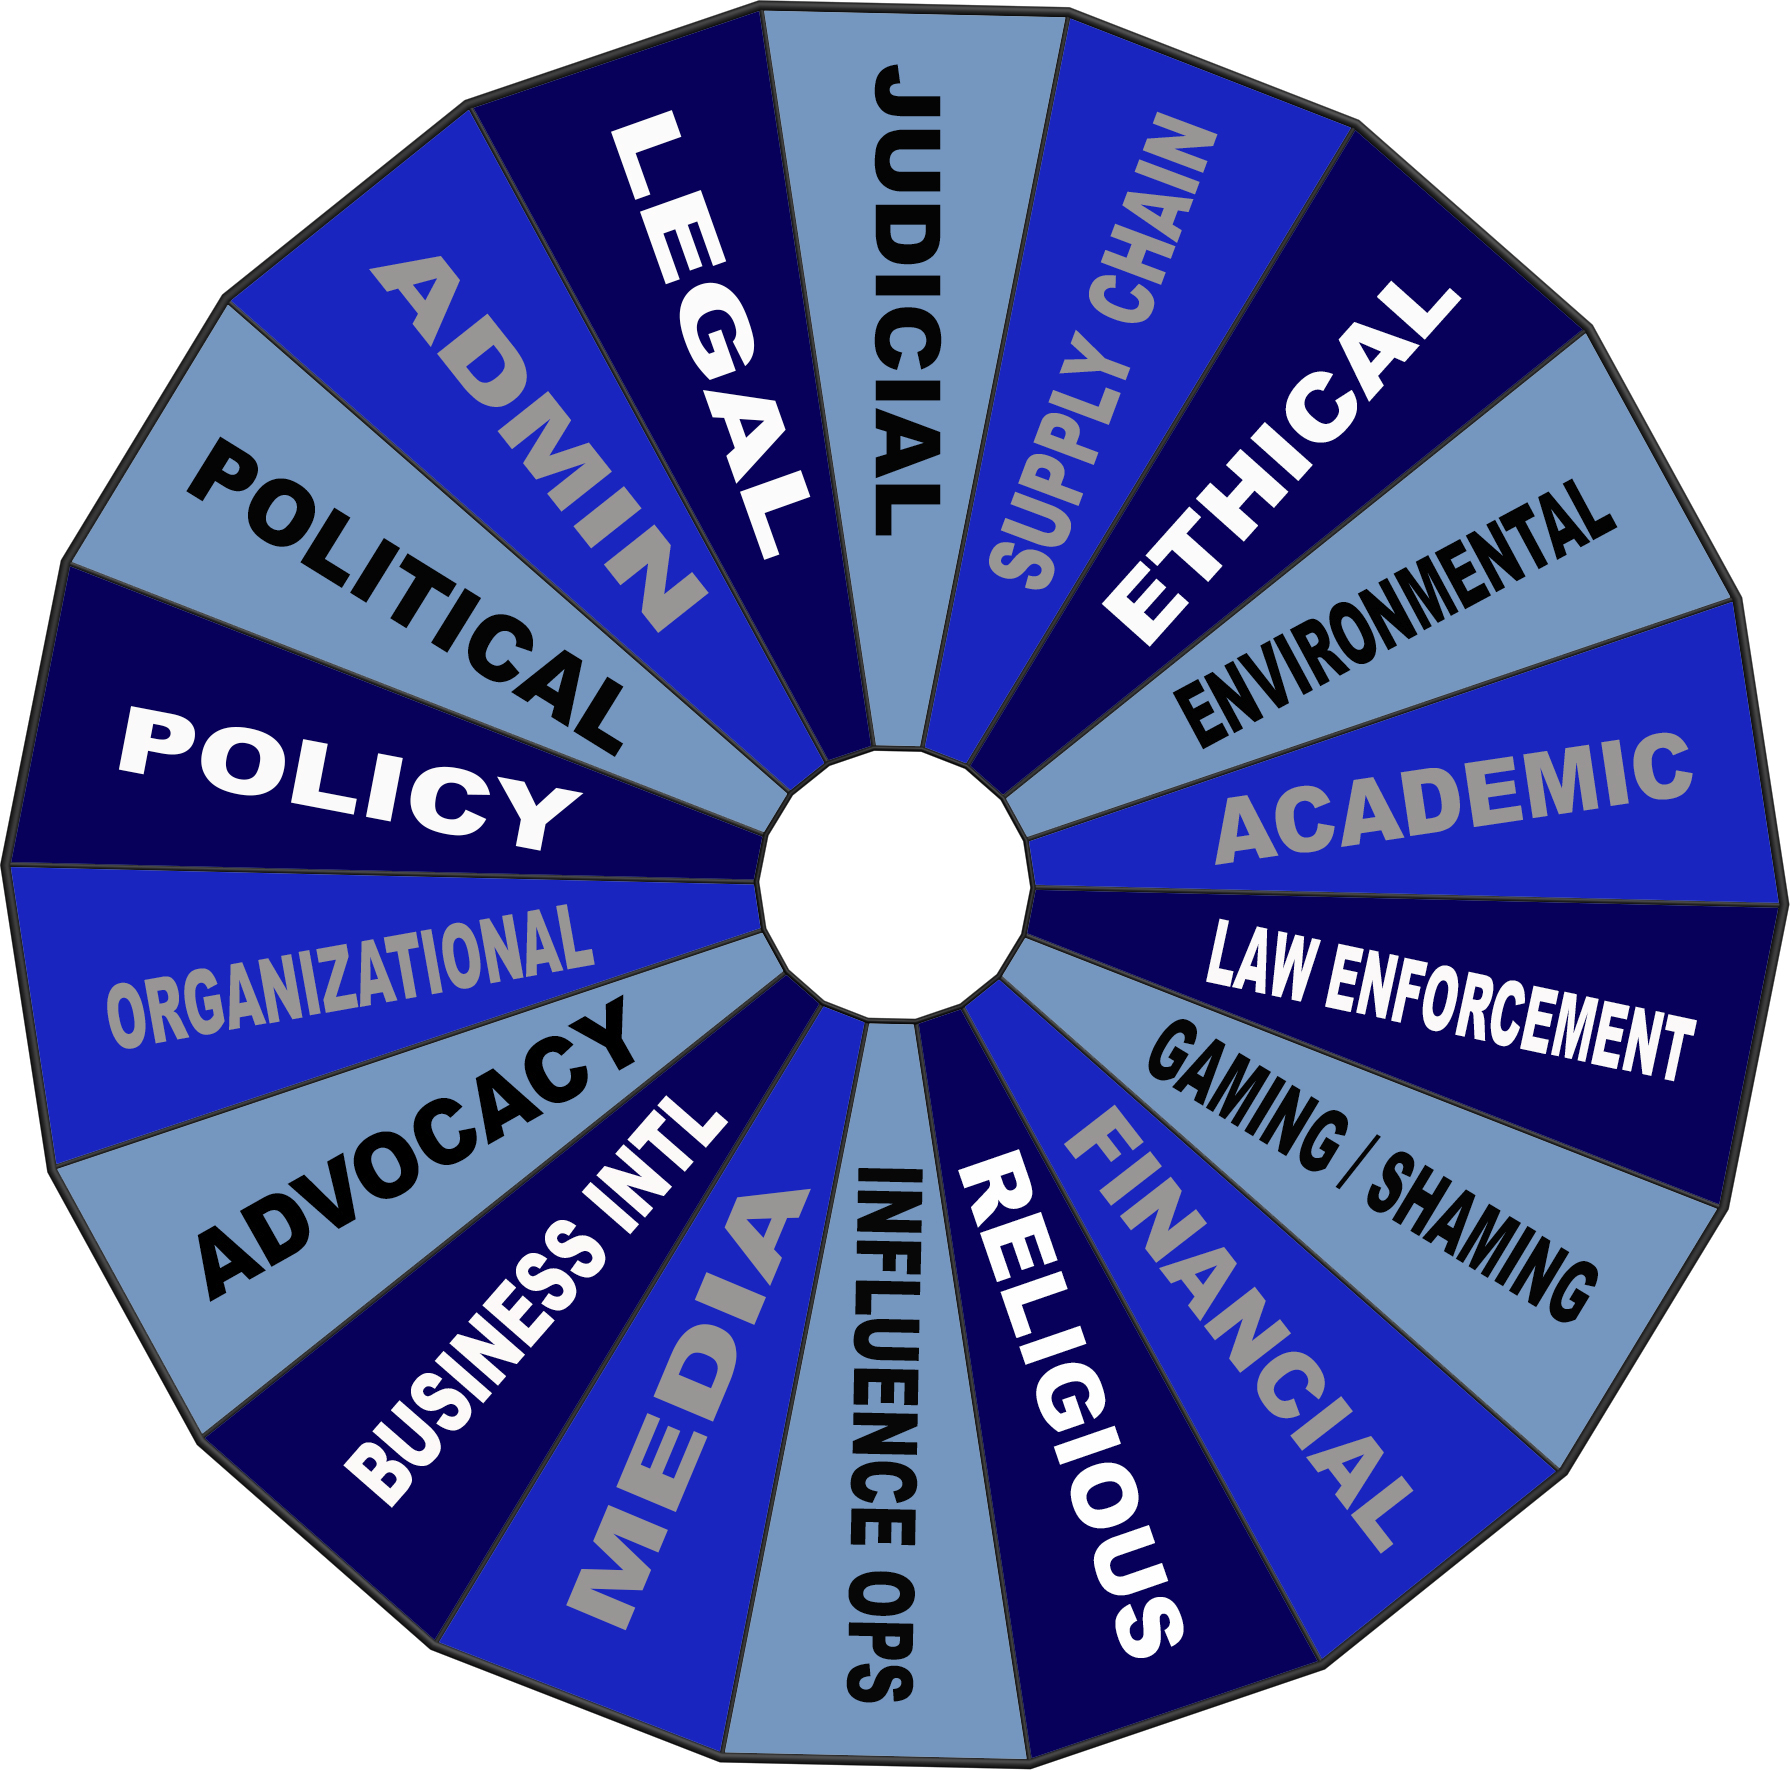 JUDICIAL
SUPPLY CHAIN
ETHICAL
ENVIRONMENTAL
ACADEMIC
LAW ENFORCEMENT
GAMING / SHAMING
FINANCIAL
RELIGIOUS
INFLUENCE OPS
MEDIA
BUSINESS INTL
ADVOCACY
ORGANIZATIONAL
POLICY
POLITICAL
ADMIN
LEGAL